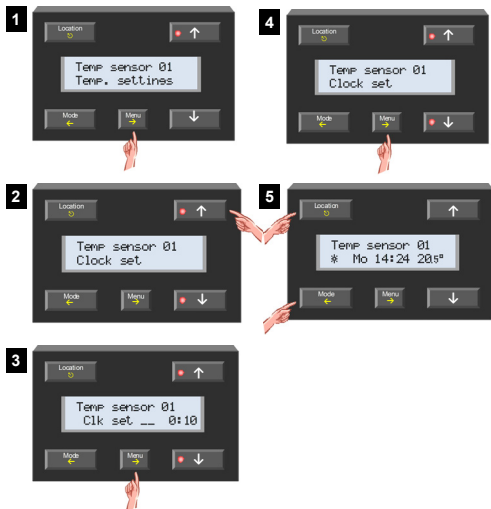 1
Location
↻
↑
Temp sensor 01
Temp. settings
Mode
←
Menu
→
↓
2
Location
↻
↑
Temp sensor 01
Clock set
Mode
←
Menu
→
↓
3
Location
↻
↑
Temp sensor 01
Clk set __ 0:10
Mode
←
Menu
→
↓
4
Location
↻
↑
Temp sensor 01
Clock set
Mode
←
Menu
→
↓
5
Location
↻
↑
Temp sensor 01
☀ Mo 14:24 20.5°
Mode
←
Menu
→
↓